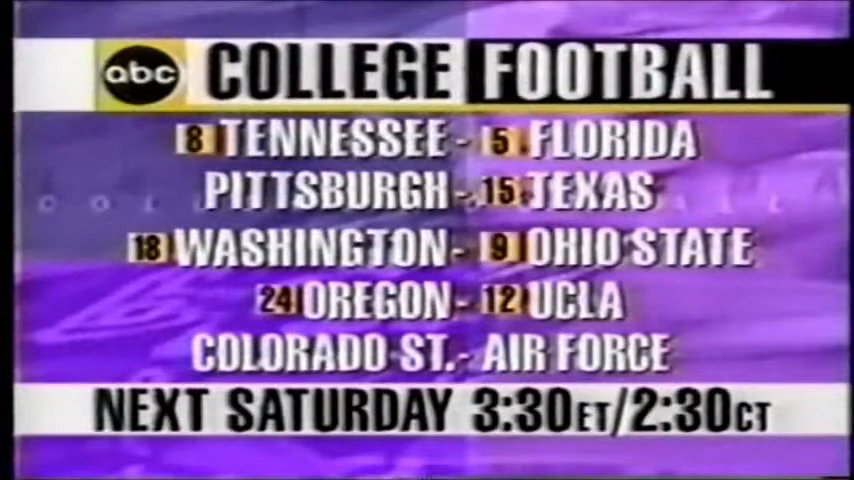 abc COLLEGE FOOTBALL
8 TENNESSEE - 5 FLORIDA
PITTSBURGH - 15 TEXAS
18 WASHINGTON - 9 OHIO STATE
24 OREGON - 12 UCLA
COLORADO ST. - AIR FORCE
NEXT SATURDAY 3:30ET/2:30CT